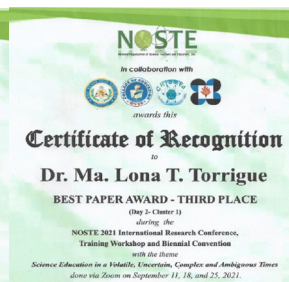 NOSTE
In collaboration with
awards this
Certificate of Recognition
to
Dr. Ma. Lona T. Torrigue
BEST PAPER AWARD - THIRD PLACE
(Day 2- Cluster 1)
during the
NOSTE 2021 International Research Conference,
Training Workshop and Biennial Convention
with the theme
Science Education in a Volatile, Uncertain, Complex and Ambiguous Times
done via Zoom on September 11, 18, and 25, 2021.